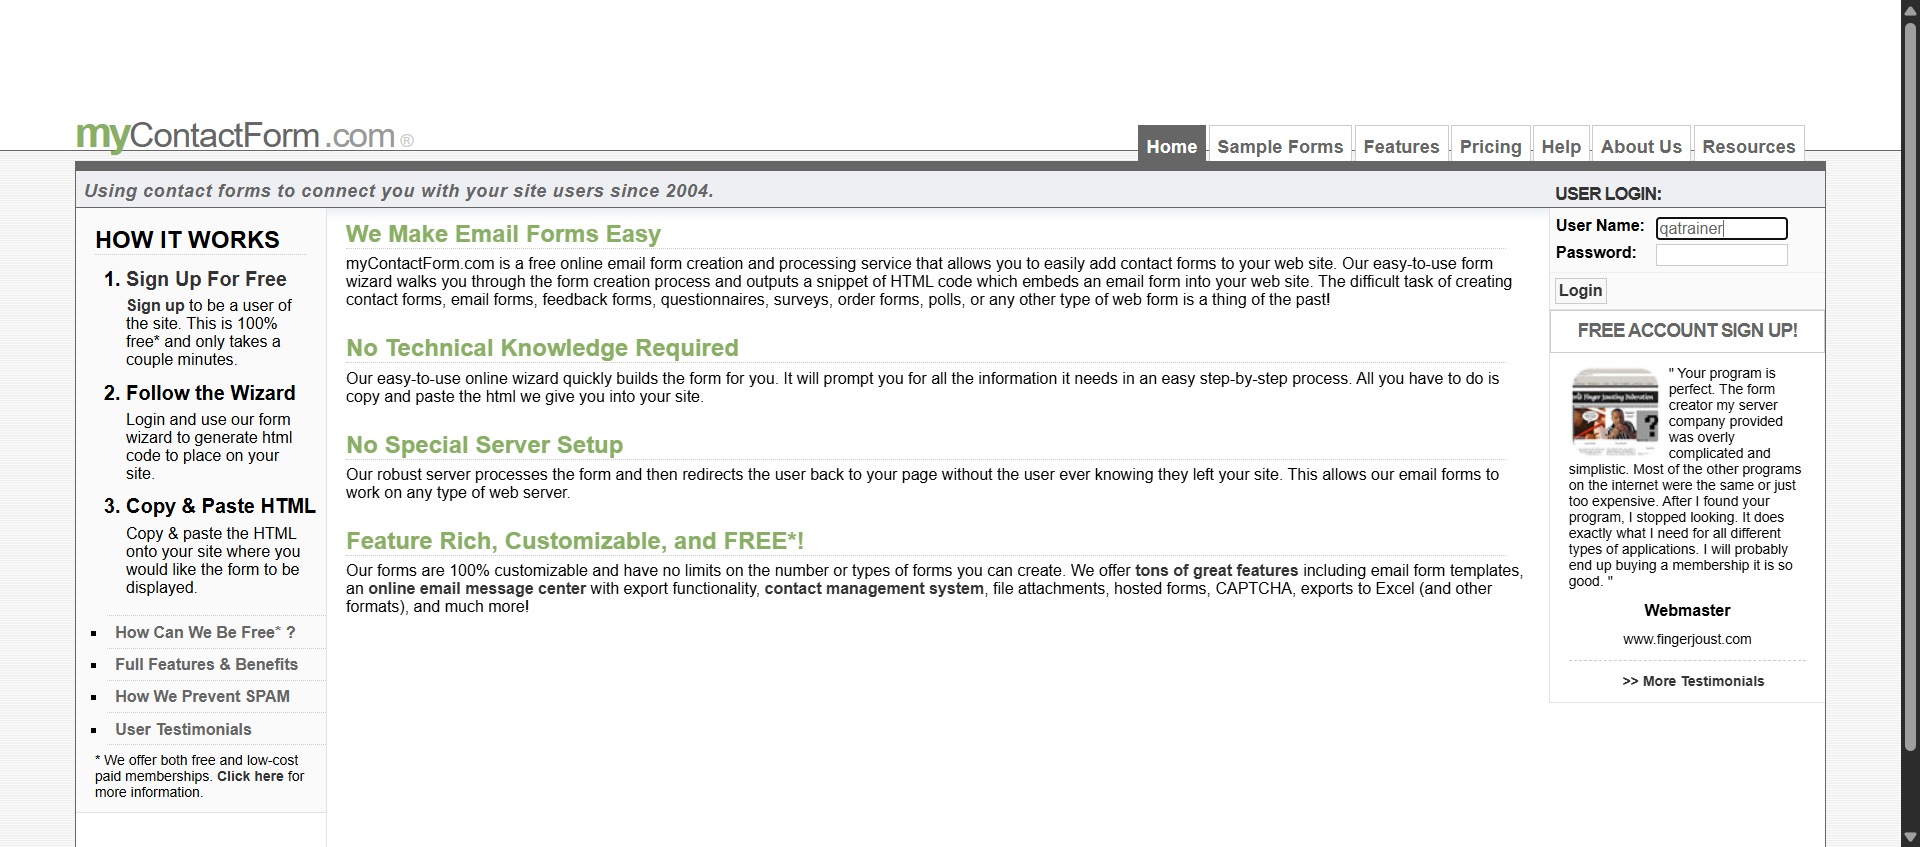 myContactForm.com ®
Home
Sample Forms
Features
Pricing
Help
About Us
Resources
Using contact forms to connect you with your site users since 2004.
HOW IT WORKS
1. Sign Up For Free
Sign up to be a user of
the site. This is 100%
free* and only takes a
couple minutes.
2. Follow the Wizard
Login and use our form
wizard to generate html
code to place on your
site.
3. Copy & Paste HTML
Copy & paste the HTML
onto your site where you
would like the form to be
displayed.
How Can We Be Free* ?
Full Features & Benefits
How We Prevent SPAM
User Testimonials
* We offer both free and low-cost
paid memberships. Click here for
more information.
We Make Email Forms Easy
myContactForm.com is a free online email form creation and processing service that allows you to easily add contact forms to your web site. Our easy-to-use form
wizard walks you through the form creation process and outputs a snippet of HTML code which embeds an email form into your web site. The difficult task of creating
contact forms, email forms, feedback forms, questionnaires, surveys, order forms, polls, or any other type of web form is a thing of the past!
No Technical Knowledge Required
Our easy-to-use online wizard quickly builds the form for you. It will prompt you for all the information it needs in an easy step-by-step process. All you have to do is
copy and paste the html we give you into your site.
No Special Server Setup
Our robust server processes the form and then redirects the user back to your page without the user ever knowing they left your site. This allows our email forms to
work on any type of web server.
Feature Rich, Customizable, and FREE*!
Our forms are 100% customizable and have no limits on the number or types of forms you can create. We offer tons of great features including email form templates,
an online email message center with export functionality, contact management system, file attachments, hosted forms, CAPTCHA, exports to Excel (and other
formats), and much more!
USER LOGIN:
User Name: qatrainer
Password:
Login
FREE ACCOUNT SIGN UP!
" Your program is
perfect. The form
creator my server
company provided
was overly
complicated and
simplistic. Most of the other programs
on the internet were the same or just
too expensive. After I found your
program, I stopped looking. It does
exactly what I need for all different
types of applications. I will probably
end up buying a membership it is so
good. "
Webmaster
www.fingerjoust.com
>> More Testimonials